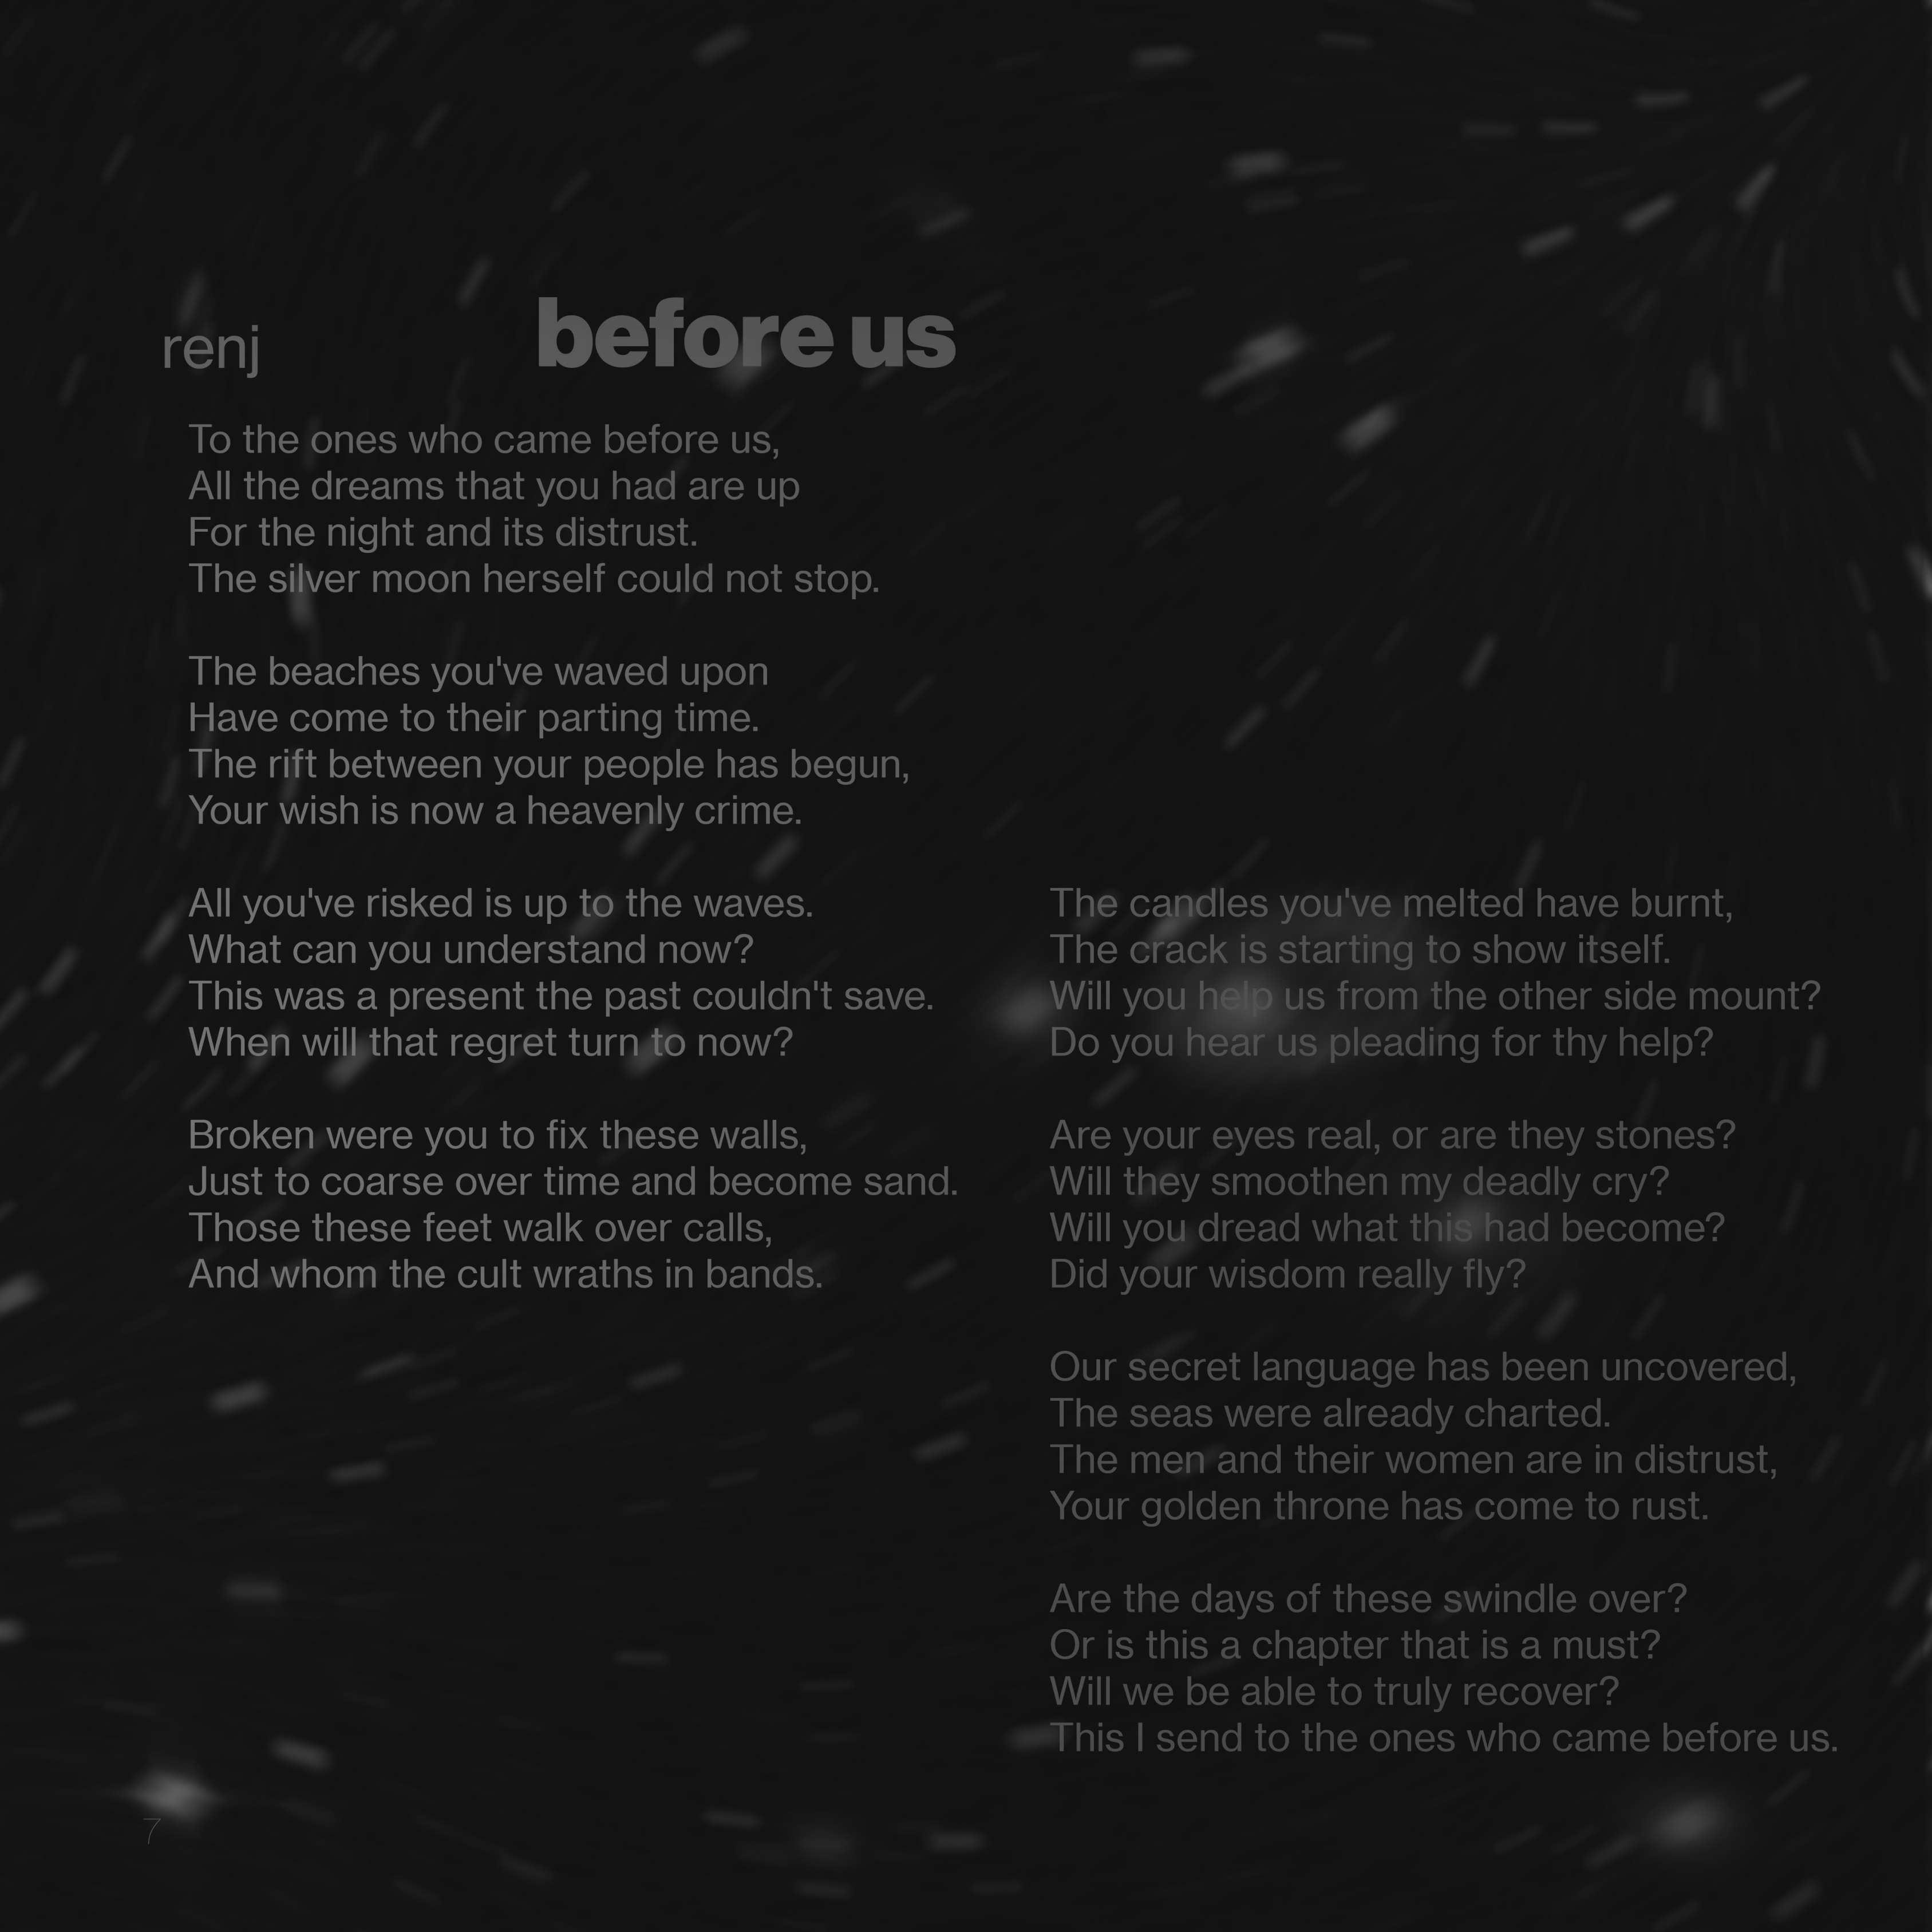 renj
before us
To the ones who came before us,
All the dreams that you had are up
For the night and its distrust.
The silver moon herself could not stop.
The beaches you've waved upon
Have come to their parting time.
The rift between your people has begun,
Your wish is now a heavenly crime.
All you've risked is up to the waves.
What can you understand now?
This was a present the past couldn't save.
When will that regret turn to now?
Broken were you to fix these walls,
Just to coarse over time and become sand.
Those these feet walk over calls,
And whom the cult wraths in bands.
The candles you've melted have burnt,
The crack is starting to show itself.
Will you help us from the other side mount?
Do you hear us pleading for thy help?
Are your eyes real, or are they stones?
Will they smoothen my deadly cry?
Will you dread what this had become?
Did your wisdom really fly?
Our secret language has been uncovered,
The seas were already charted.
The men and their women are in distrust,
Your golden throne has come to rust.
Are the days of these swindle over?
Or is this a chapter that is a must?
Will we be able to truly recover?
This I send to the ones who came before us.
7